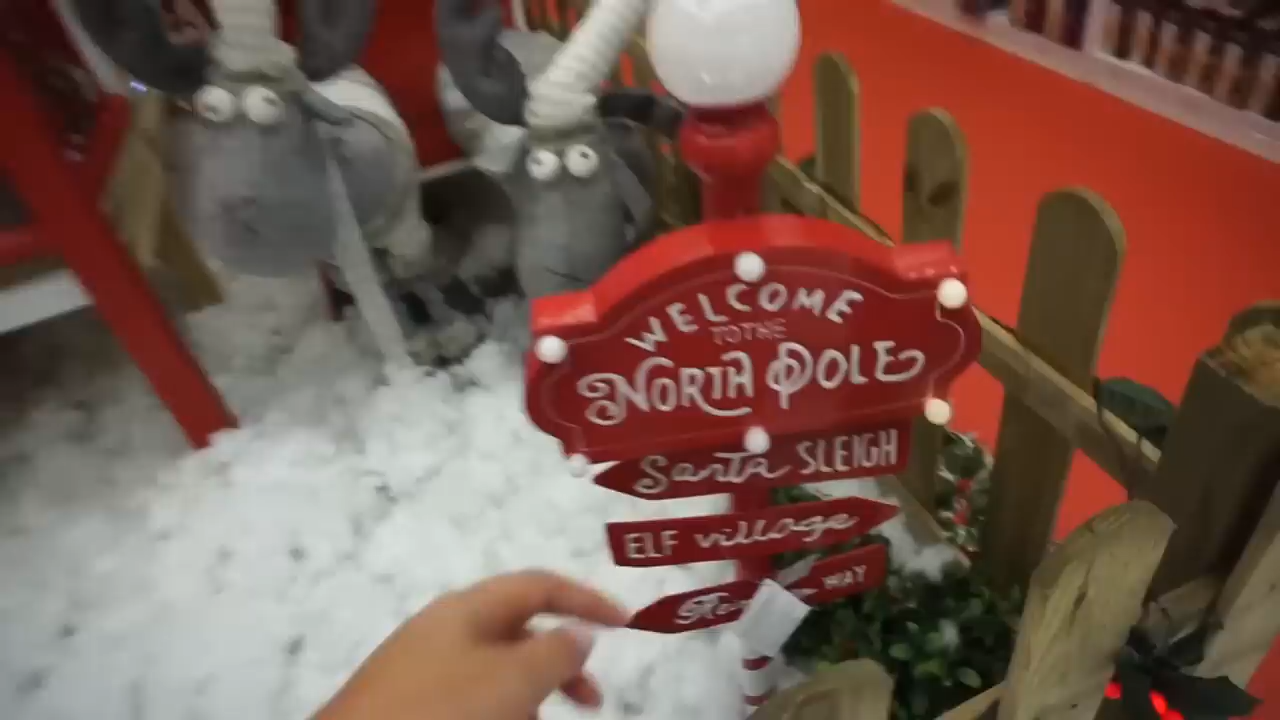 WELCOME
TO THE
NORTH POLE
Santa SLEIGH
ELF village
WAY